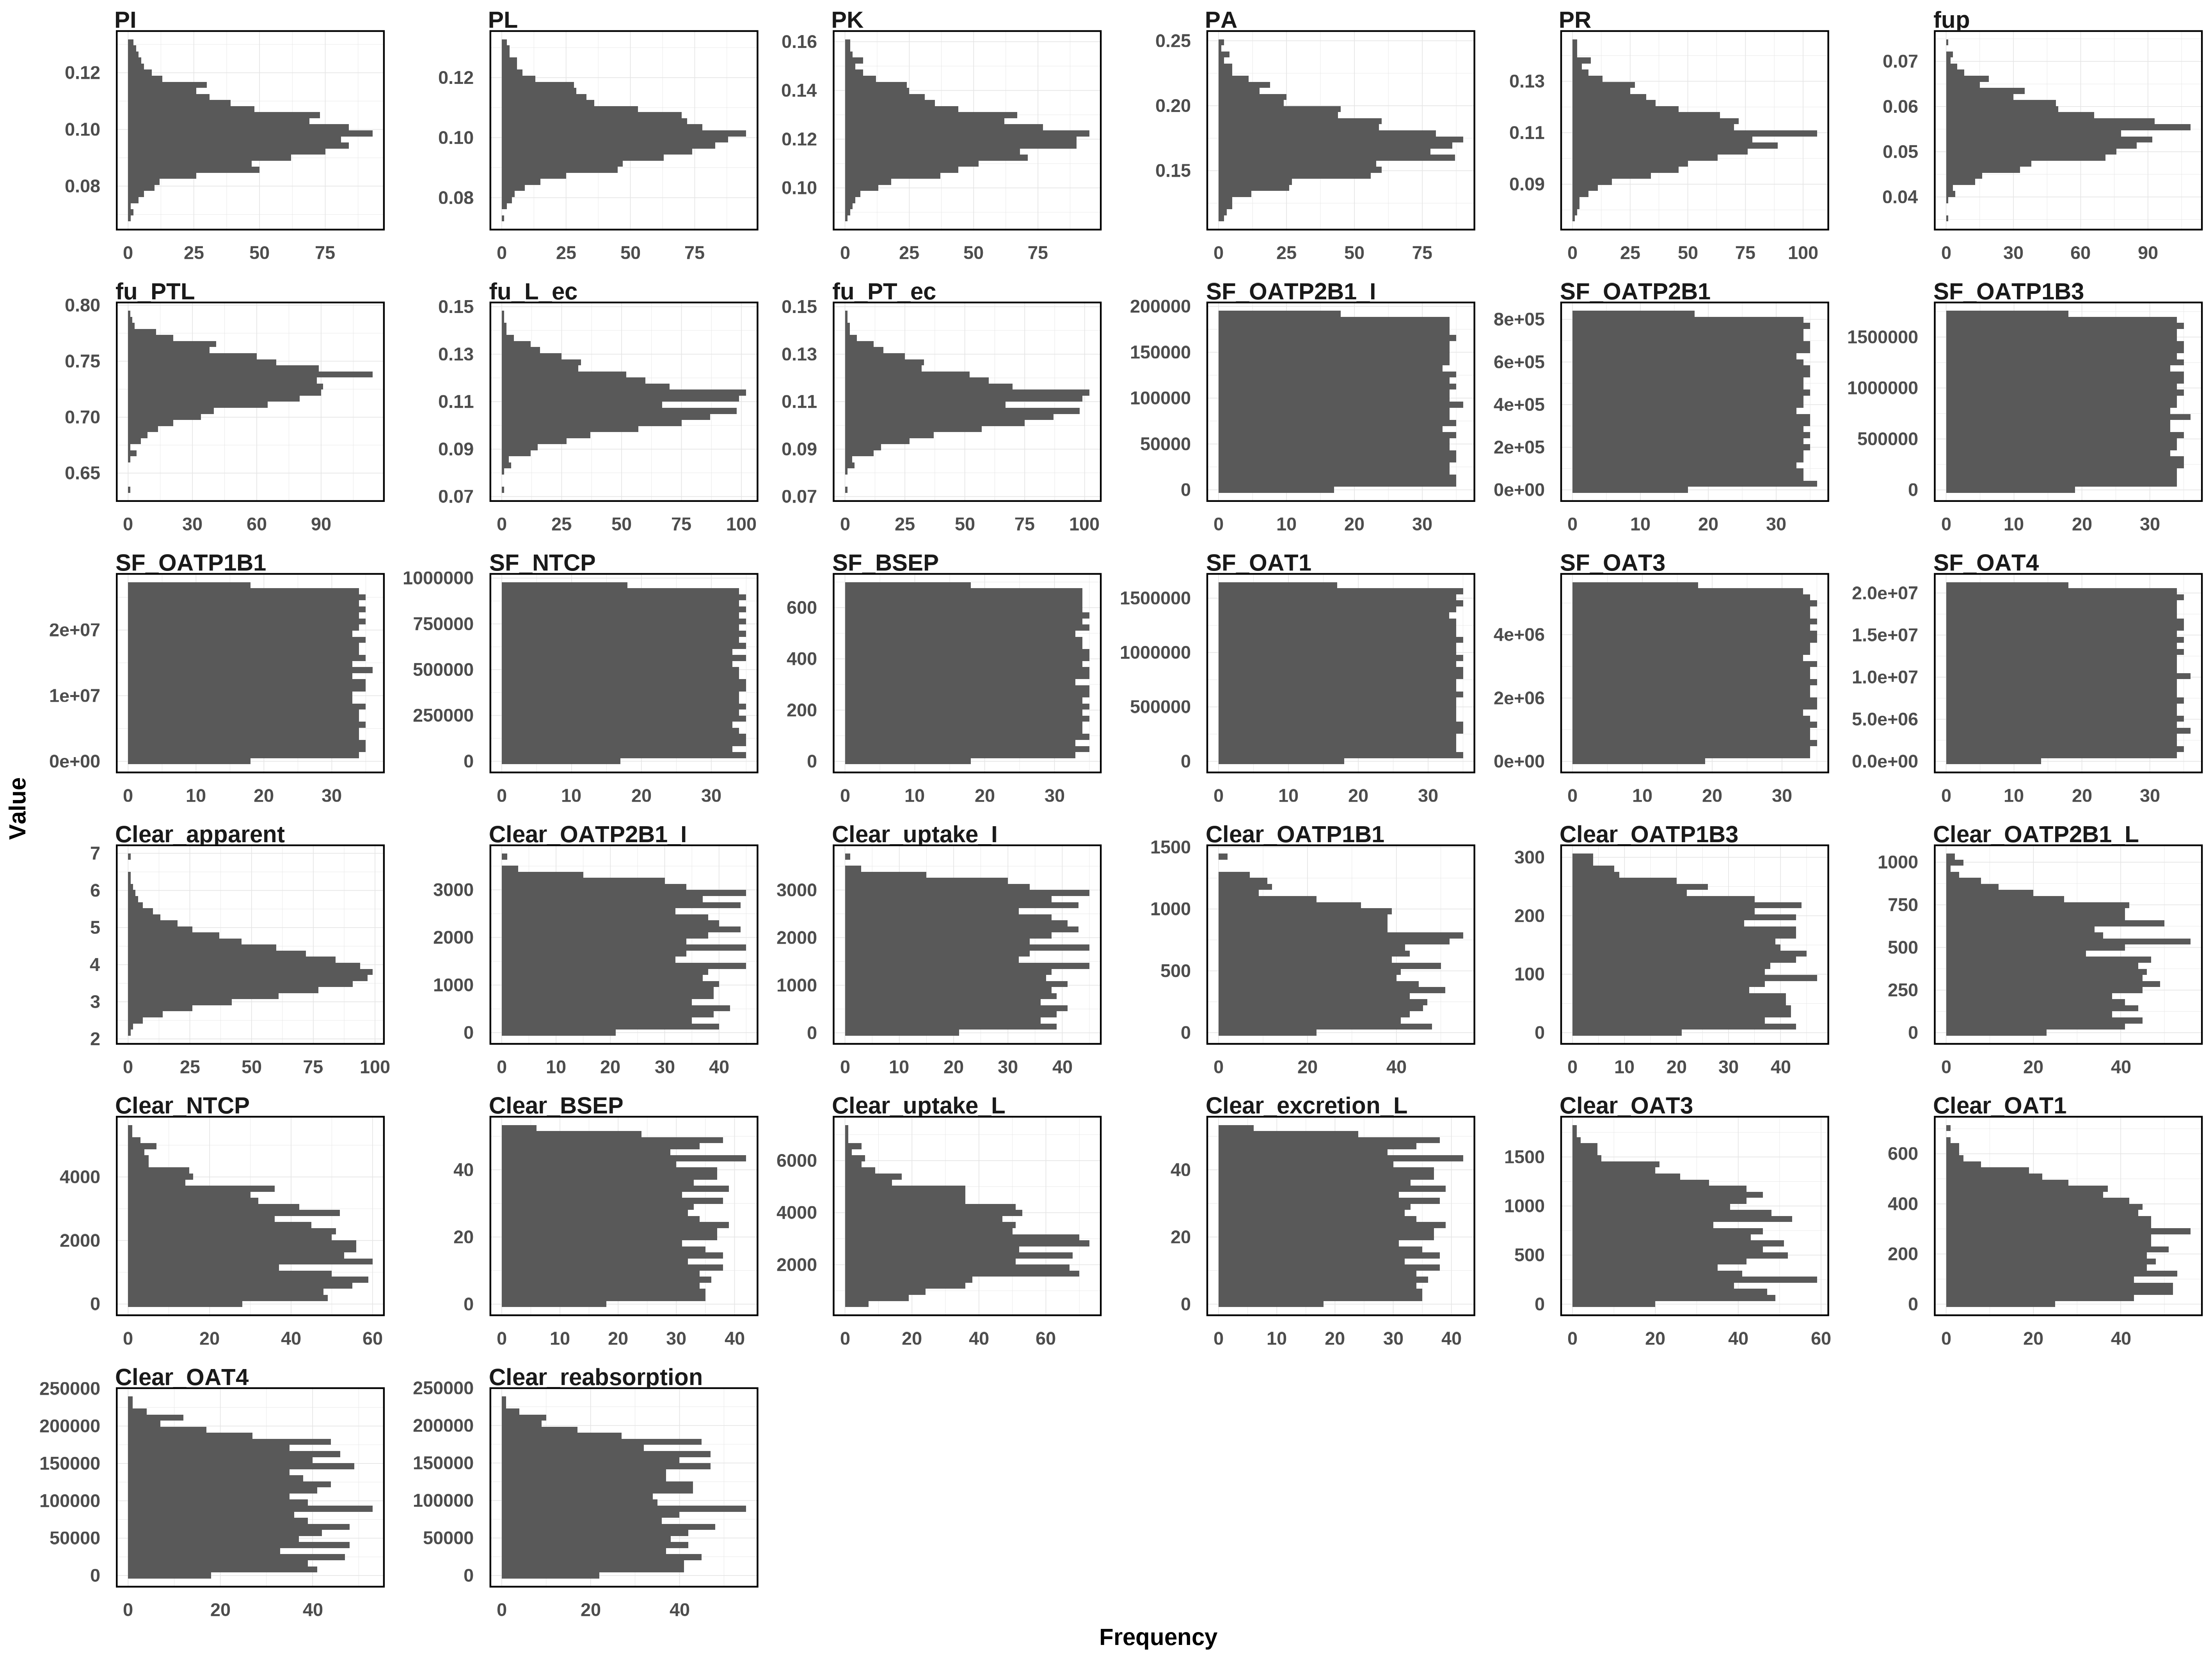 PI PL PK PA PR fup
0.12 0.10 0.08
0.12 0.10 0.08
0.16 0.14 0.12 0.10
0.25 0.20 0.15
0.13 0.11 0.09
0.07 0.06 0.05 0.04
0 25 50 75
0 25 50 75
0 25 50 75
0 25 50 75
0 25 50 75 100
0 30 60 90
fu_PTL fu_L_ec fu_PT_ec SF_OATP2B1_I SF_OATP2B1 SF_OATP1B3
0.80 0.75 0.70 0.65
0.15 0.13 0.11 0.09 0.07
0.15 0.13 0.11 0.09 0.07
200000 150000 100000 50000 0
8e+05 6e+05 4e+05 2e+05 0e+00
1500000 1000000 500000 0
0 30 60 90
0 25 50 75 100
0 25 50 75 100
0 10 20 30
0 10 20 30
0 10 20 30
SF_OATP1B1 SF_NTCP SF_BSEP SF_OAT1 SF_OAT3 SF_OAT4
2e+07 1e+07 0e+00
1000000 750000 500000 250000 0
600 400 200 0
1500000 1000000 500000 0
4e+06 2e+06 0e+00
2.0e+07 1.5e+07 1.0e+07 5.0e+06 0.0e+00
0 10 20 30
0 10 20 30
0 10 20 30
0 10 20 30
0 10 20 30
0 10 20 30
Value
Clear_apparent Clear_OATP2B1_I Clear_uptake_I Clear_OATP1B1 Clear_OATP1B3 Clear_OATP2B1_L
7 6 5 4 3 2
3000 2000 1000 0
3000 2000 1000 0
1500 1000 500 0
300 200 100 0
1000 750 500 250 0
0 25 50 75 100
0 10 20 30 40
0 10 20 30 40
0 20 40
0 10 20 30 40
0 20 40
Clear_NTCP Clear_BSEP Clear_uptake_L Clear_excretion_L Clear_OAT3 Clear_OAT1
4000 2000 0
40 20 0
6000 4000 2000
40 20 0
1500 1000 500 0
600 400 200 0
0 20 40 60
0 10 20 30 40
0 20 40 60
0 10 20 30 40
0 20 40 60
0 20 40
Clear_OAT4 Clear_reabsorption
250000 200000 150000 100000 50000 0
250000 200000 150000 100000 50000 0
0 20 40
0 20 40
Frequency